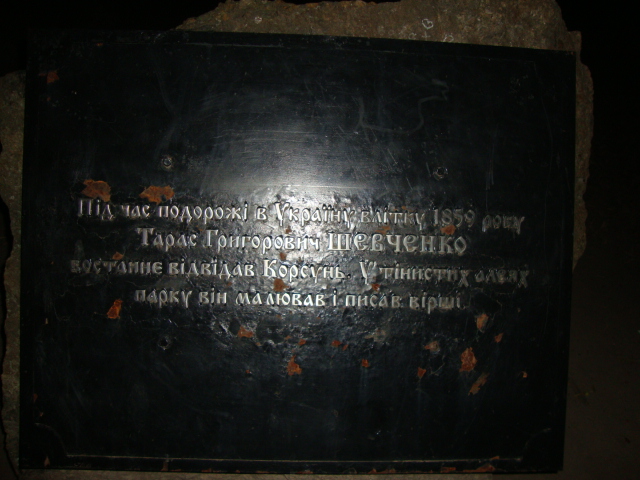 Під час подорожі в Україну влітку 1859 року
Тарас Григорович ШЕВЧЕНКО
востаннє відвідав Корсунь. У тінистих алеях
парку він малював і писав вірші.